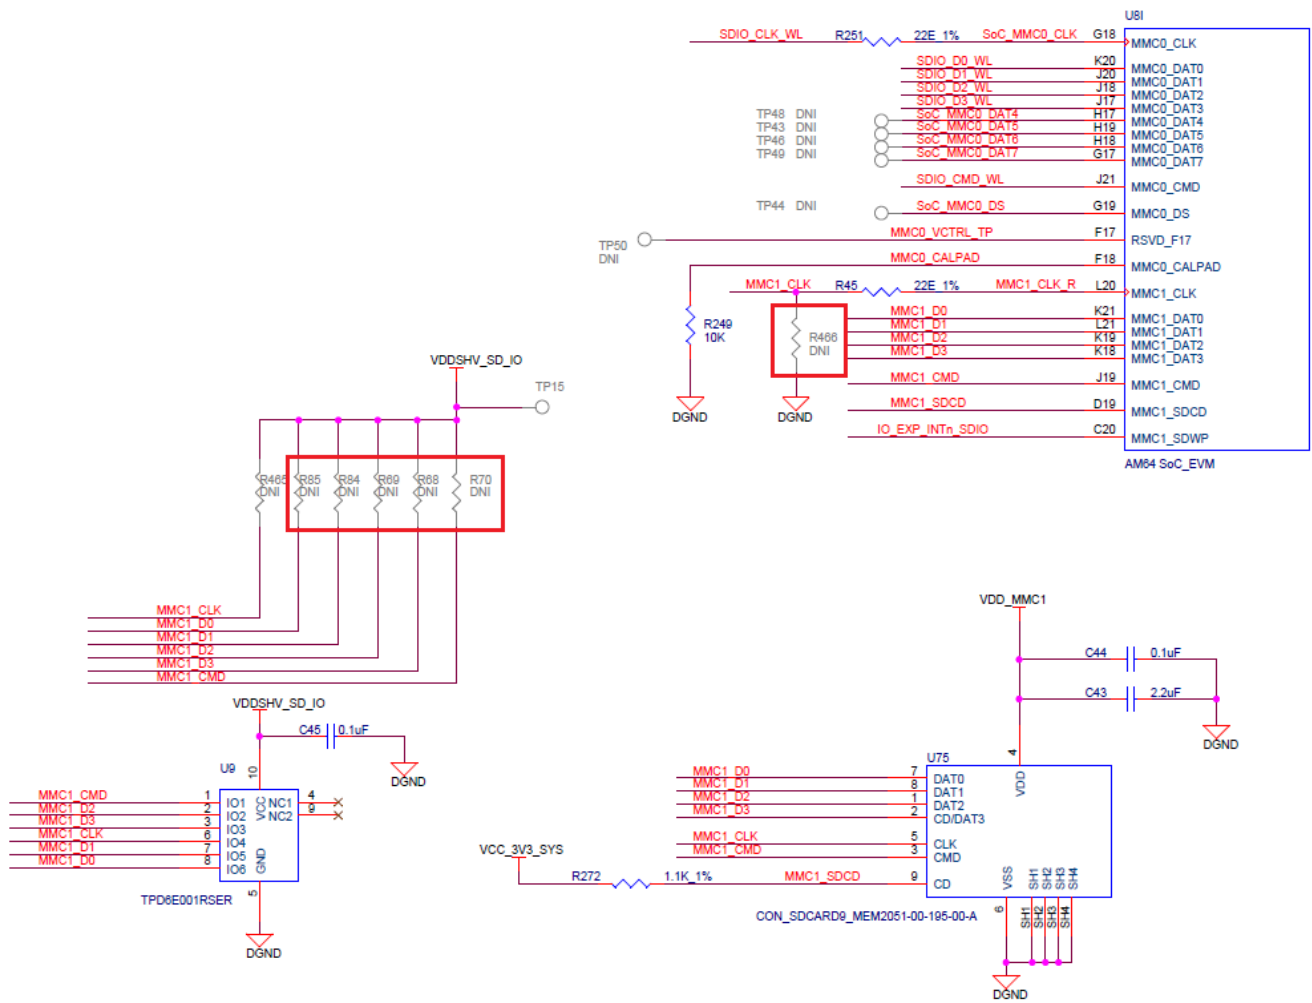 U8I
SDIO_CLK_WL R251 22E_1% SoC_MMC0_CLK G18 MMC0_CLK
SDIO_D0_WL K20 MMC0_DAT0
SDIO_D1_WL J20 MMC0_DAT1
SDIO_D2_WL J18 MMC0_DAT2
SDIO_D3_WL J17 MMC0_DAT3
TP48 DNI SoC_MMC0_DAT4 H17 MMC0_DAT4
TP43 DNI SoC_MMC0_DAT5 H19 MMC0_DAT5
TP46 DNI SoC_MMC0_DAT6 H18 MMC0_DAT6
TP49 DNI SoC_MMC0_DAT7 G17 MMC0_DAT7
SDIO_CMD_WL J21 MMC0_CMD
TP44 DNI SoC_MMC0_DS G19 MMC0_DS
TP50 MMC0_VCTRL_TP F17 RSVD_F17
DNI
MMC0_CALPAD F18 MMC0_CALPAD
MMC1_CLK R45 22E_1% MMC1_CLK_R L20 MMC1_CLK
MMC1_D0 K21 MMC1_DAT0
MMC1_D1 L21 MMC1_DAT1
MMC1_D2 K19 MMC1_DAT2
MMC1_D3 K18 MMC1_DAT3
R249
10K
R466
DNI
MMC1_CMD J19 MMC1_CMD
MMC1_SDCD D19 MMC1_SDCD
IO_EXP_INTn_SDIO C20 MMC1_SDWP
DGND DGND
AM64 SoC_EVM
VDDSHV_SD_IO
TP15
R465 R85 R84 R69 R68 R70
DNI DNI DNI DNI DNI DNI
MMC1_CLK
MMC1_D0
MMC1_D1
MMC1_D2
MMC1_D3
MMC1_CMD
VDDSHV_SD_IO
C45 0.1uF
DGND
U9
10
MMC1_CMD 1 IO1 VCC NC1 4
MMC1_D2 2 IO2 NC2 9
MMC1_D3 3 IO3
MMC1_CLK 6 IO4
MMC1_D1 7 IO5 GND
MMC1_D0 8 IO6
5
TPD6E001RSER
DGND
VDD_MMC1
C44 0.1uF
C43 2.2uF
DGND
4
U75
MMC1_D0 7 DAT0 VDD
MMC1_D1 8 DAT1
MMC1_D2 1 DAT2
MMC1_D3 2 CD/DAT3
MMC1_CLK 5 CLK
MMC1_CMD 3 CMD
VCC_3V3_SYS
R272 1.1K_1% MMC1_SDCD 9 CD VSS SH1 SH2 SH3 SH4
6 SH1 SH2 SH3 SH4
CON_SDCARD9_MEM2051-00-195-00-A
DGND